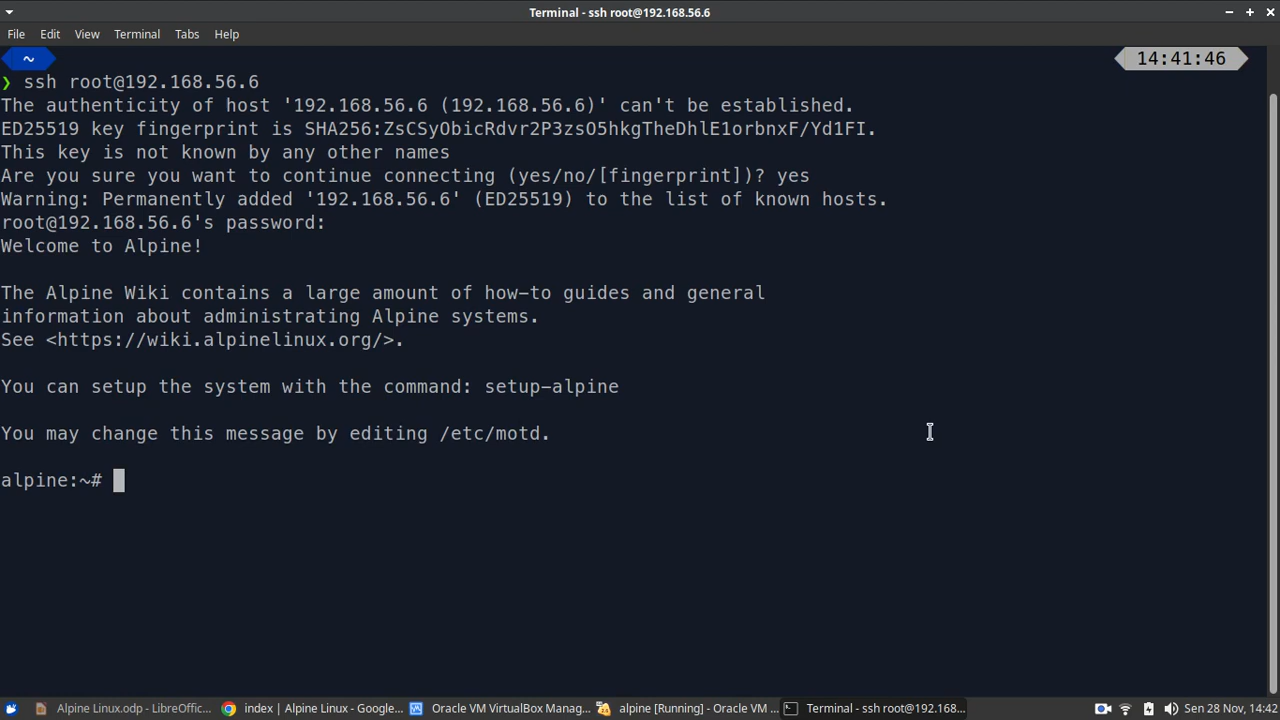 Terminal - ssh root@192.168.56.6
File Edit View Terminal Tabs Help
~ 14:41:46
❯ ssh root@192.168.56.6
The authenticity of host '192.168.56.6 (192.168.56.6)' can't be established.
ED25519 key fingerprint is SHA256:ZsCSyObicRdvr2P3zsO5hkgTheDhlE1orbnxF/Yd1FI.
This key is not known by any other names
Are you sure you want to continue connecting (yes/no/[fingerprint])? yes
Warning: Permanently added '192.168.56.6' (ED25519) to the list of known hosts.
root@192.168.56.6's password:
Welcome to Alpine!
The Alpine Wiki contains a large amount of how-to guides and general
information about administrating Alpine systems.
See <https://wiki.alpinelinux.org/>.
You can setup the system with the command: setup-alpine
You may change this message by editing /etc/motd.
alpine:~#
Alpine Linux.odp - LibreOffic... index | Alpine Linux - Google... Oracle VM VirtualBox Manag... alpine [Running] - Oracle VM ... Terminal - ssh root@192.168... Sen 28 Nov, 14:42